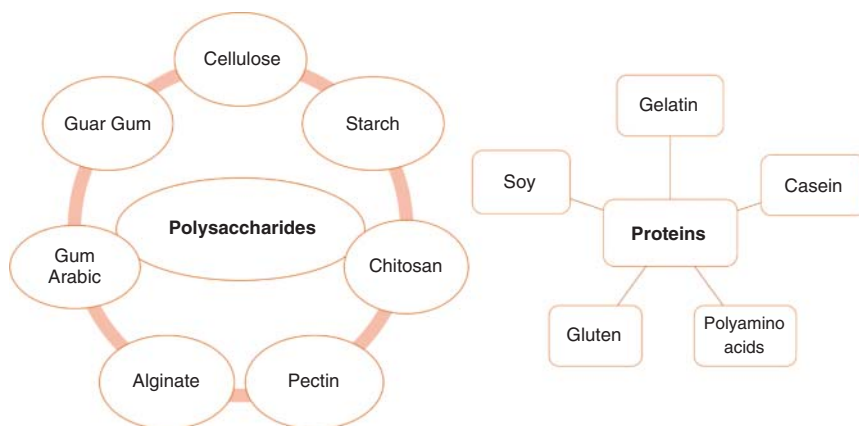 Cellulose
Guar Gum
Starch
Polysaccharides
Gum
Arabic
Chitosan
Alginate
Pectin
Gelatin
Soy
Casein
Proteins
Gluten
Polyamino
acids